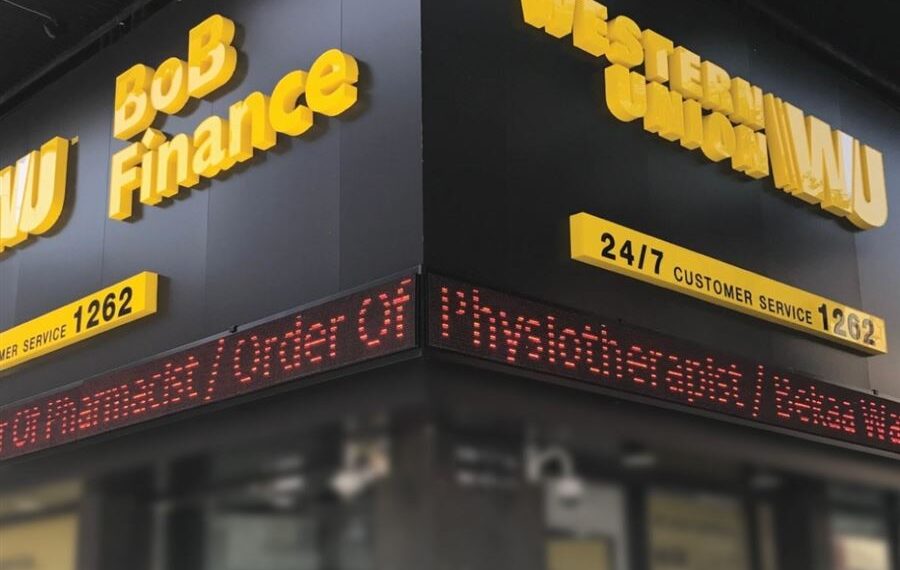 WU
BoB
Finance
MER SERVICE 1262
Of Pharmacist / Order Of
WESTERN
UNION
WU
24/7 CUSTOMER SERVICE 1262
Physiotherapist / Bekaa Wa